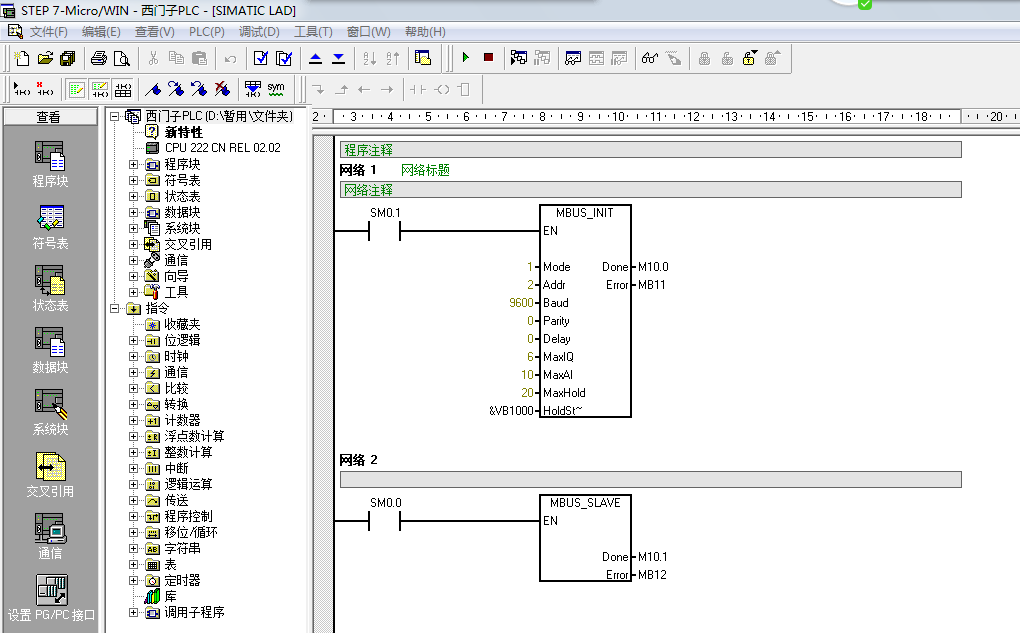 STEP 7-Micro/WIN - 西门子PLC - [SIMATIC LAD]
文件(F) 编辑(E) 查看(V) PLC(P) 调试(D) 工具(T) 窗口(W) 帮助(H)
sym
查看
程序块
符号表
状态表
数据块
系统块
交叉引用
通信
设置 PG/PC 接口
西门子PLC (D:\暂用\文件夹)
新特性
CPU 222 CN REL 02.02
程序块
符号表
状态表
数据块
系统块
交叉引用
通信
向导
工具
指令
收藏夹
位逻辑
时钟
通信
比较
转换
计数器
浮点数计算
整数计算
中断
逻辑运算
传送
程序控制
移位/循环
字符串
表
定时器
库
调用子程序
2 3 4 5 6 7 8 9 10 11 12 13 14 15 16 17 18 20
程序注释
网络 1 网络标题
网络注释
SM0.1 MBUS_INIT
EN
1 Mode Done M10.0
2 Addr Error MB11
9600 Baud
0 Parity
0 Delay
6 MaxIQ
10 MaxAI
20 MaxHold
&VB1000 HoldSt~
网络 2
SM0.0 MBUS_SLAVE
EN
Done M10.1
Error MB12